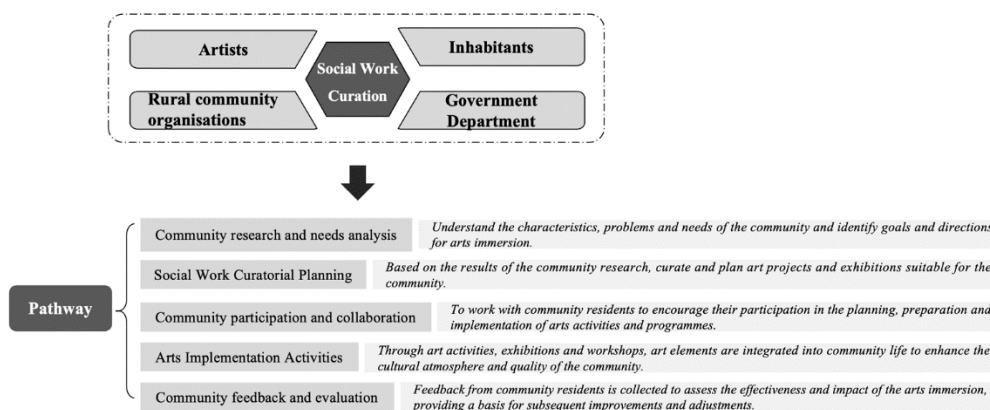 Artists
Inhabitants
Social Work
Curation
Rural community
organisations
Government
Department
Pathway
Community research and needs analysis
Understand the characteristics, problems and needs of the community and identify goals and directions
for arts immersion.
Social Work Curatorial Planning
Based on the results of the community research, curate and plan art projects and exhibitions suitable for the
community.
Community participation and collaboration
To work with community residents to encourage their participation in the planning, preparation and
implementation of arts activities and programmes.
Arts Implementation Activities
Through art activities, exhibitions and workshops, art elements are integrated into community life to enhance the
cultural atmosphere and quality of the community.
Community feedback and evaluation
Feedback from community residents is collected to assess the effectiveness and impact of the arts immersion,
providing a basis for subsequent improvements and adjustments.